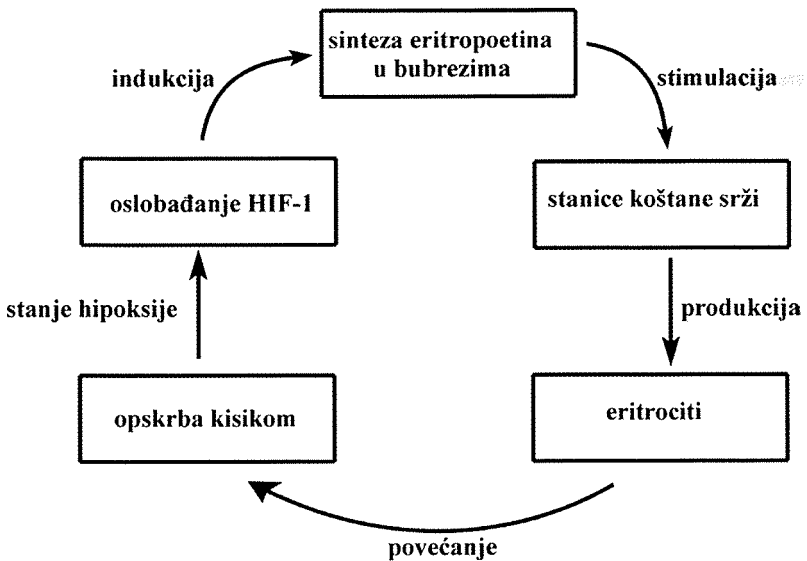 sinteza eritropoetina
u bubrezima
indukcija
stimulacija
oslobađanje HIF-1
stanice koštane srži
stanje hipoksije
produkcija
opskrba kisikom
eritrociti
povećanje